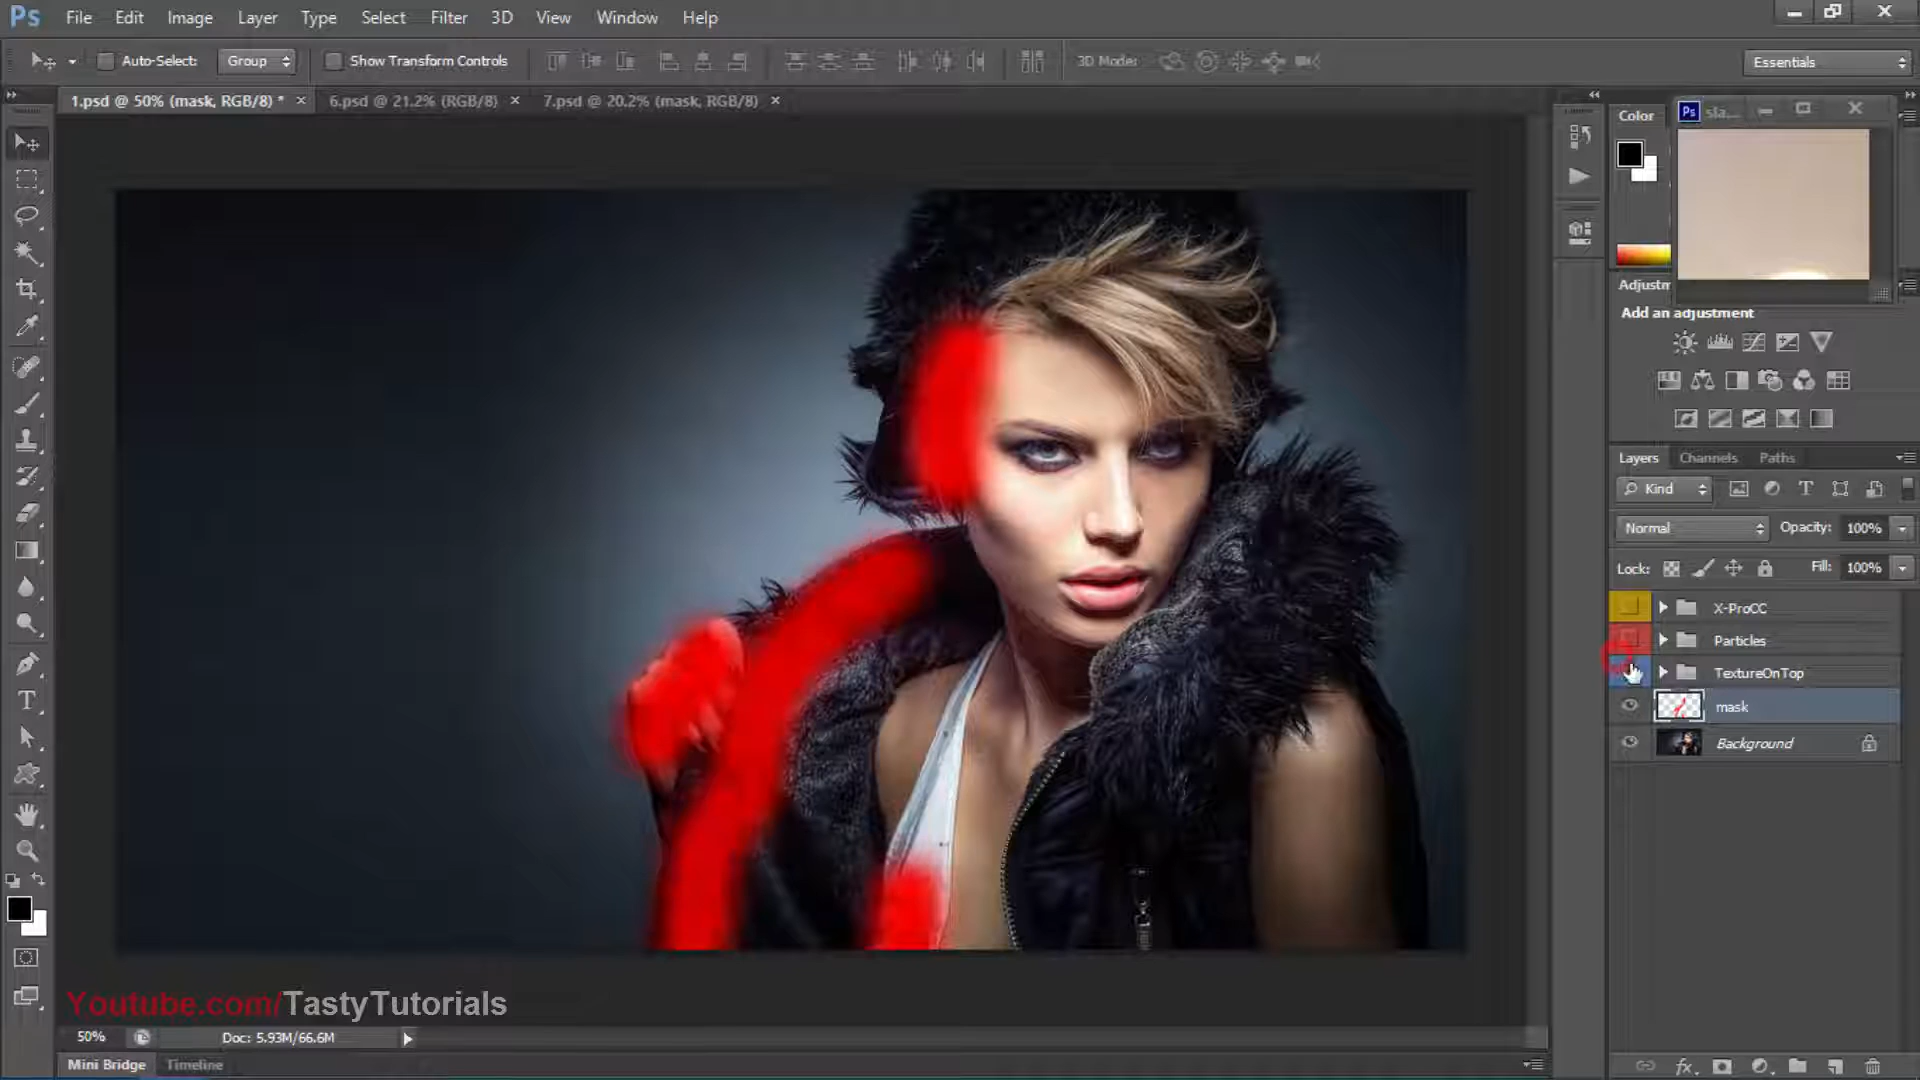 Ps File Edit Image Layer Type Select Filter 3D View Window Help
Auto-Select: Group Show Transform Controls 3D Mode: Essentials
1.psd @ 50% (mask, RGB/8) * × 6.psd @ 21.2% (RGB/8) × 7.psd @ 20.2% (mask, RGB/8) ×
Color
Ps sla...
Adjustm
Add an adjustment
Layers Channels Paths
Kind
Normal Opacity: 100%
Lock: Fill: 100%
X-ProCC
Particles
TextureOnTop
mask
Background
Youtube.com/TastyTutorials
50% Doc: 5.93M/66.6M
Mini Bridge Timeline